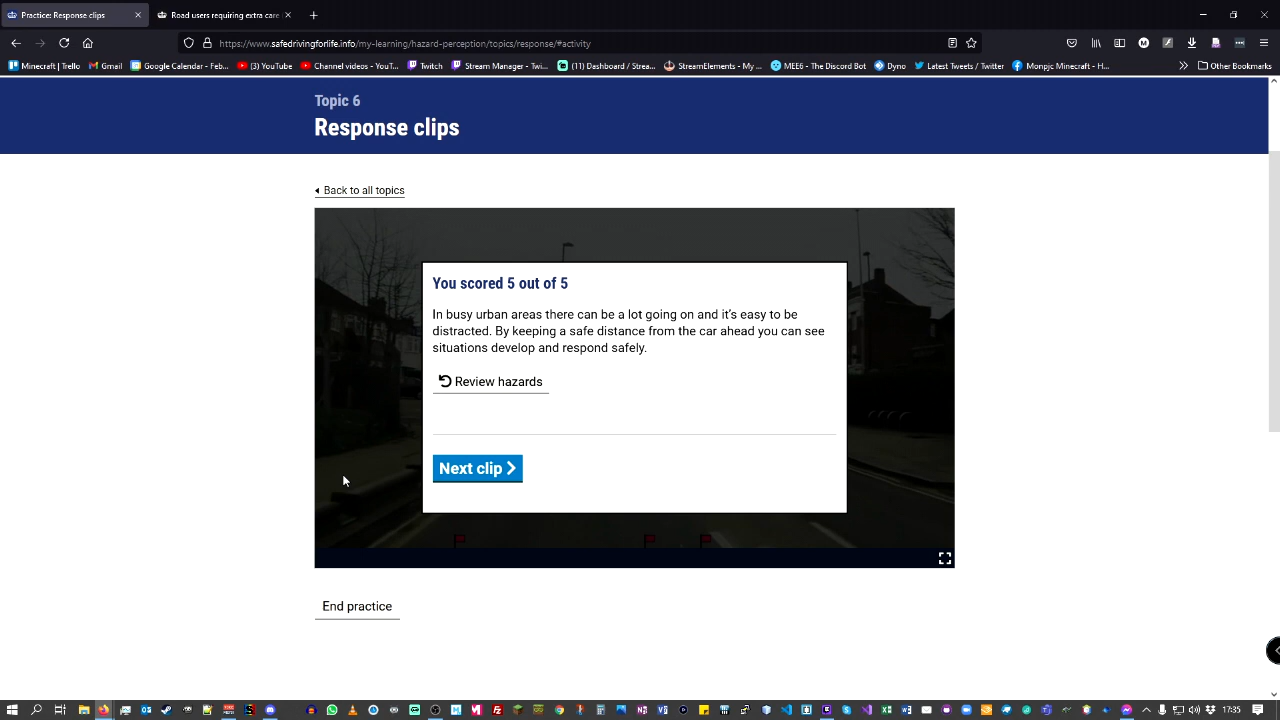 Practice: Response clips
Road users requiring extra care
https://www.safedrivingforlife.info/my-learning/hazard-perception/topics/response/#activity
Minecraft | Trello
Gmail
Google Calendar - Feb...
(3) YouTube
Channel videos - YouT...
Twitch
Stream Manager - Twi...
(11) Dashboard / Strea...
StreamElements - My ...
MEE6 - The Discord Bot
Dyno
Latest Tweets / Twitter
Monpjc Minecraft - H...
Other Bookmarks
Topic 6
Response clips
Back to all topics
You scored 5 out of 5
In busy urban areas there can be a lot going on and it's easy to be
distracted. By keeping a safe distance from the car ahead you can see
situations develop and respond safely.
Review hazards
Next clip
End practice
17:35